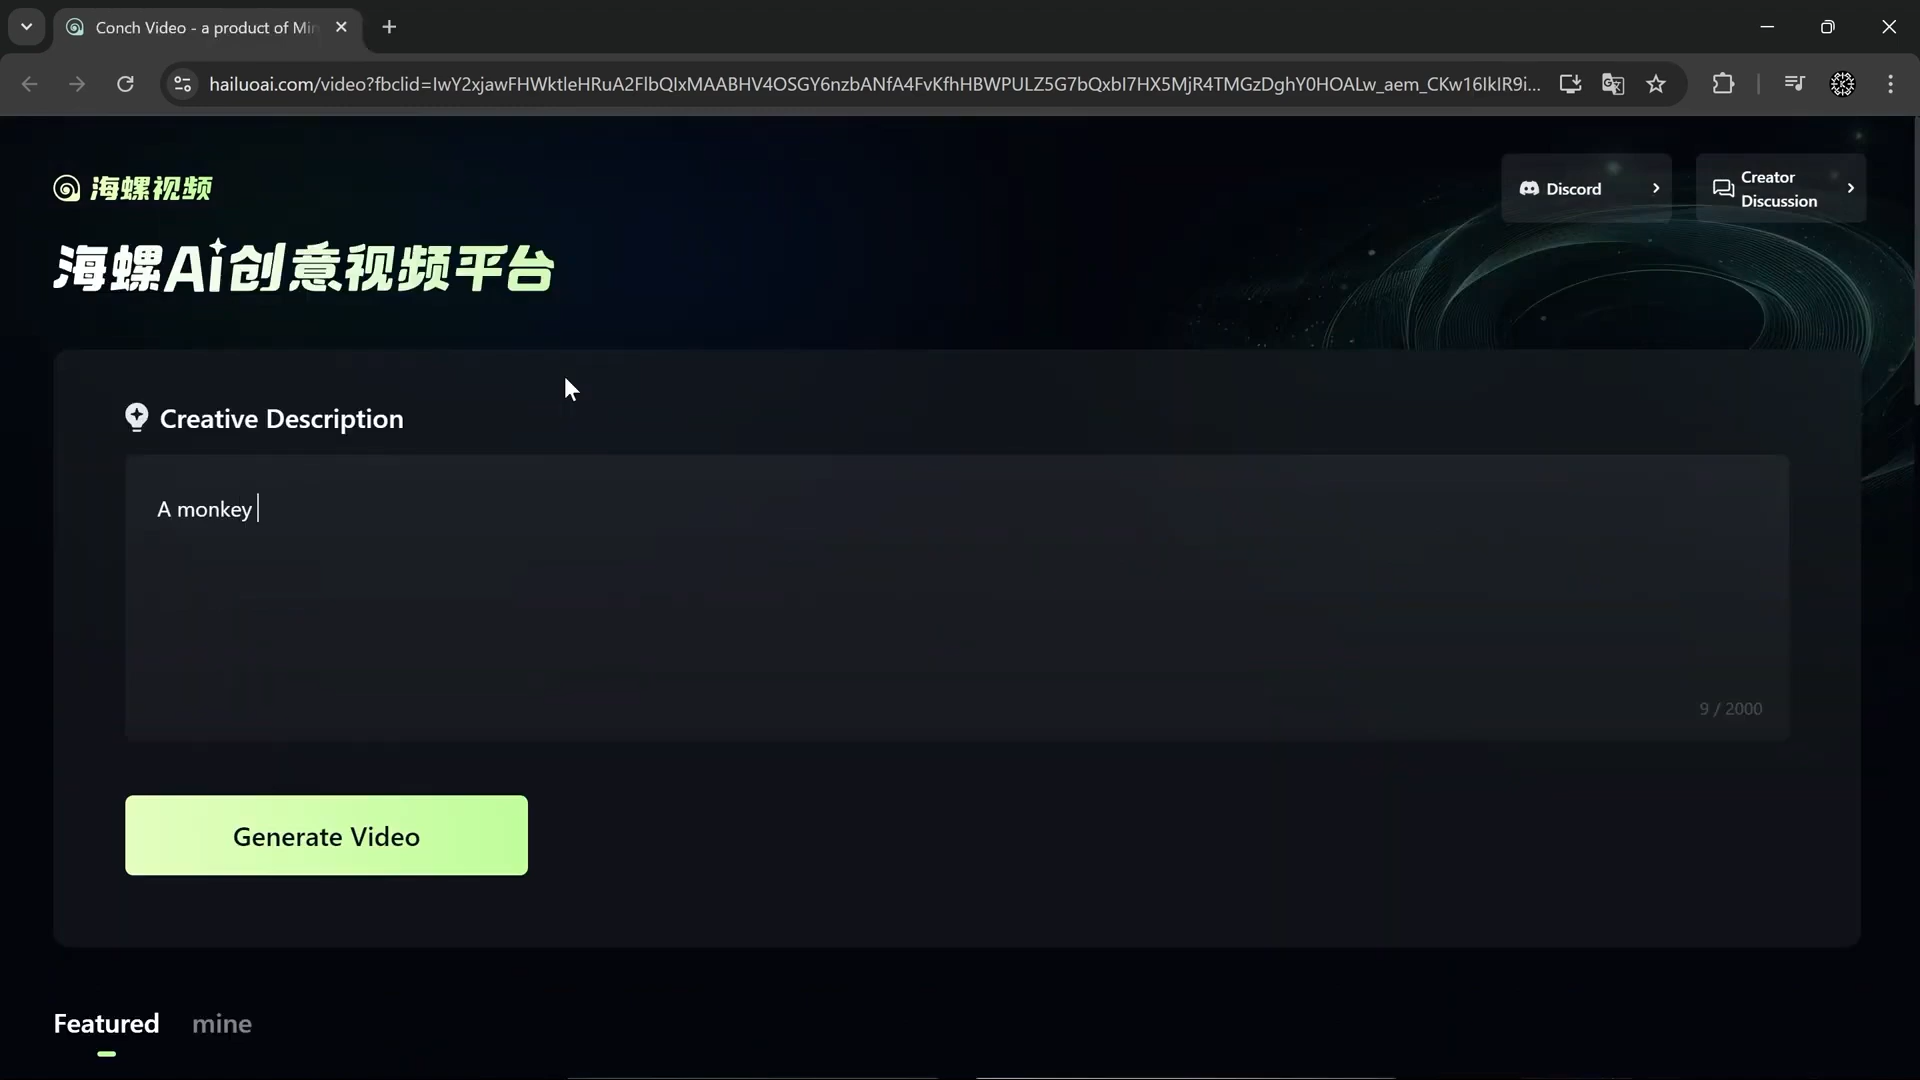 Conch Video - a product of Min
hailuoai.com/video?fbclid=IwY2xjawFHWktleHRuA2FlbQIxMAABHV4OSGY6nzbANfA4FvKfhHBWPULZ5G7bQxbI7HX5MjR4TMGzDghY0HOALw_aem_CKw16IkIR9i...
海螺视频
Discord
Creator
Discussion
海螺Ai创意视频平台
Creative Description
A monkey
9 / 2000
Generate Video
Featured mine